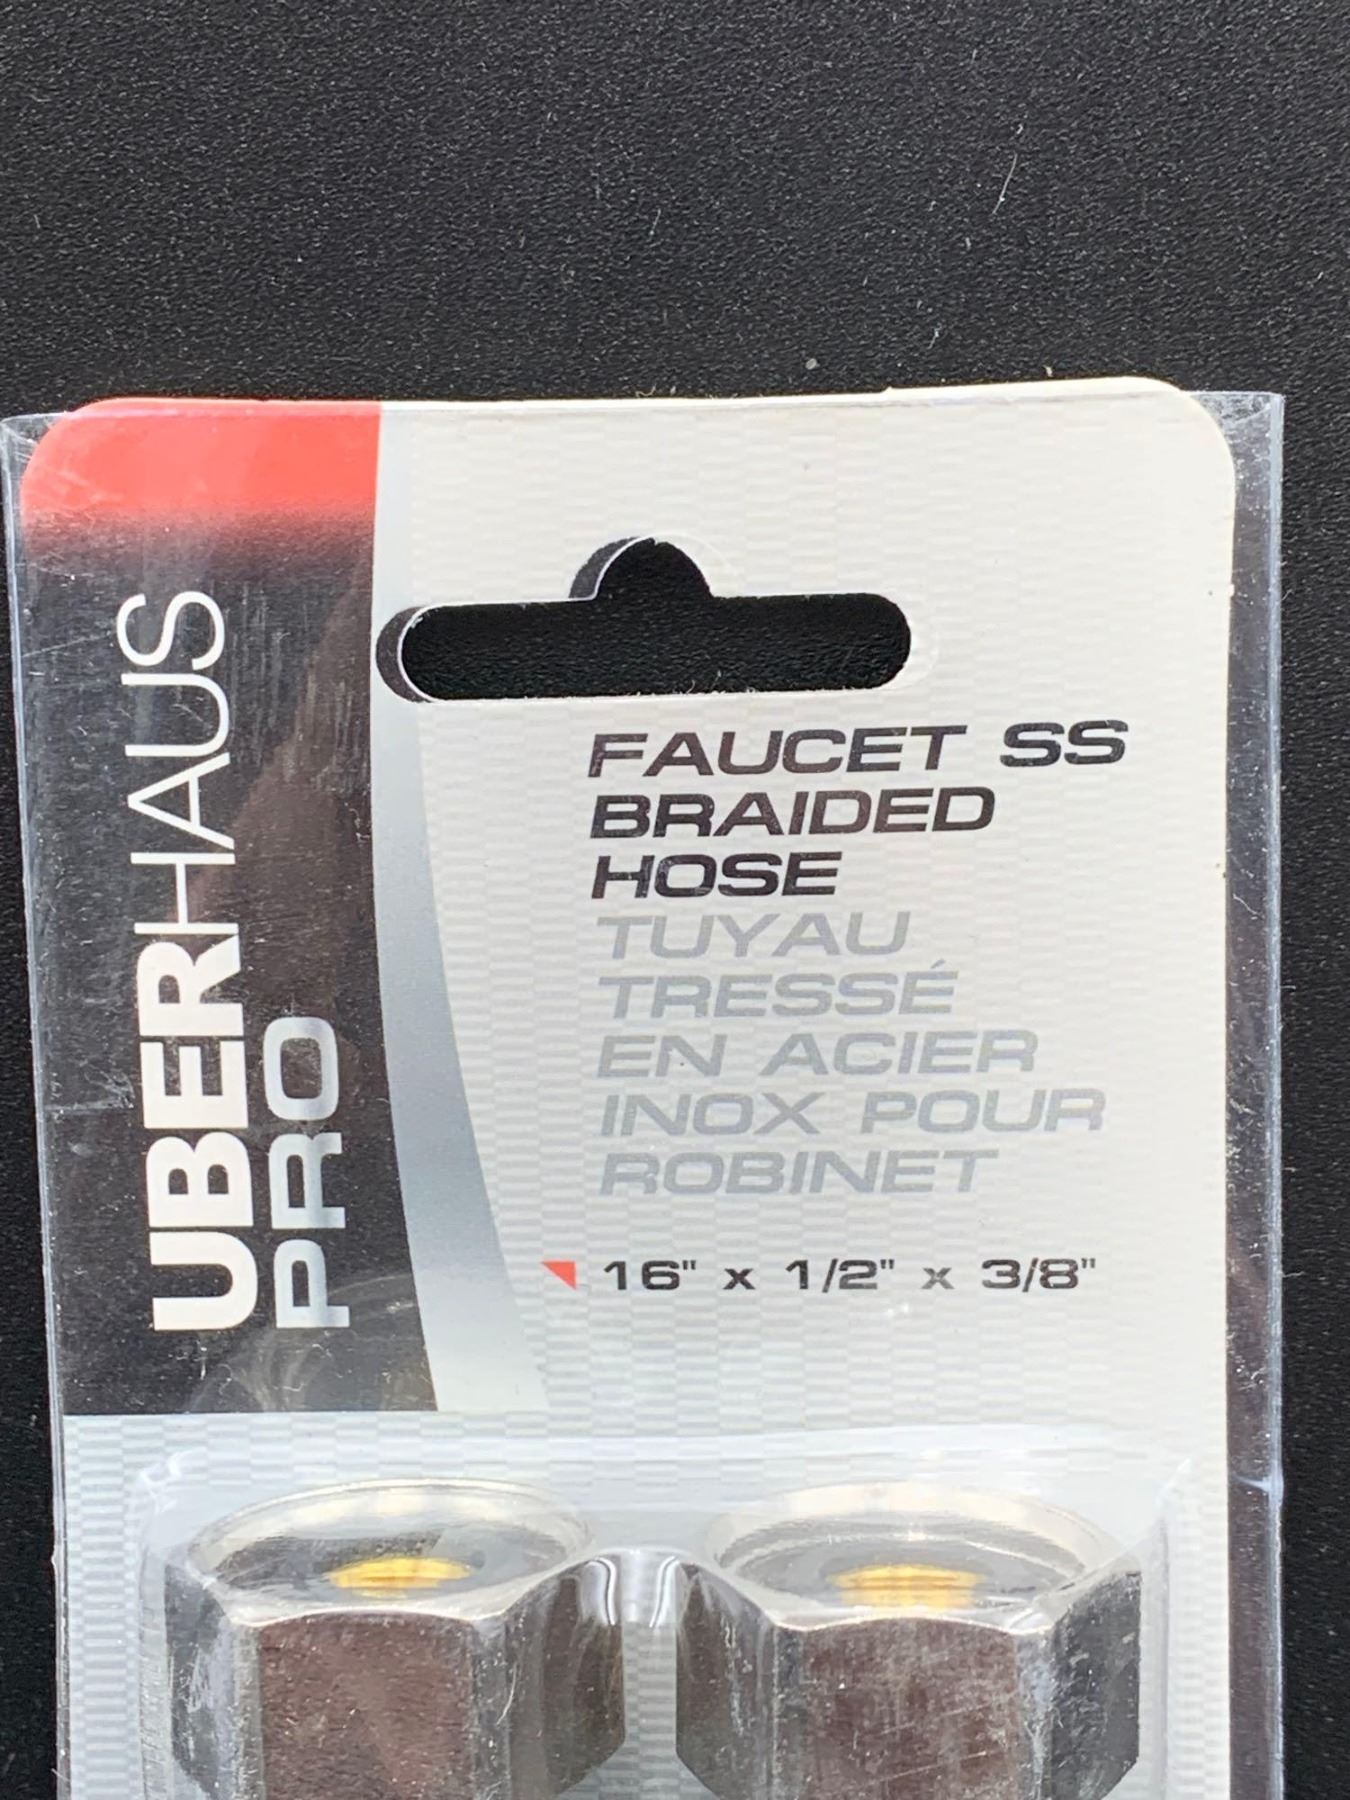 UBERHAUS
PRO
FAUCET SS
BRAIDED
HOSE
TUYAU
TRESSÉ
EN ACIER
INOX POUR
ROBINET
16" x 1/2" x 3/8"